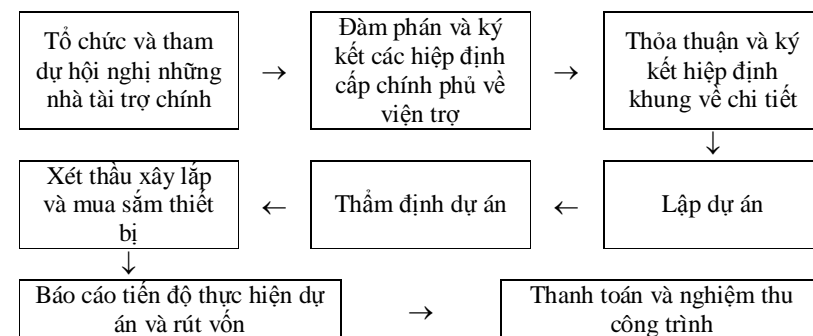 Tổ chức và tham
dự hội nghị những
nhà tài trợ chính
→
Đàm phán và ký
kết các hiệp định
cấp chính phủ về
viện trợ
→
Thỏa thuận và ký
kết hiệp định
khung về chi tiết
↓
Lập dự án
←
Thẩm định dự án
←
Xét thầu xây lắp
và mua sắm thiết
bị
↓
Báo cáo tiến độ thực hiện dự
án và rút vốn
→
Thanh toán và nghiệm thu
công trình